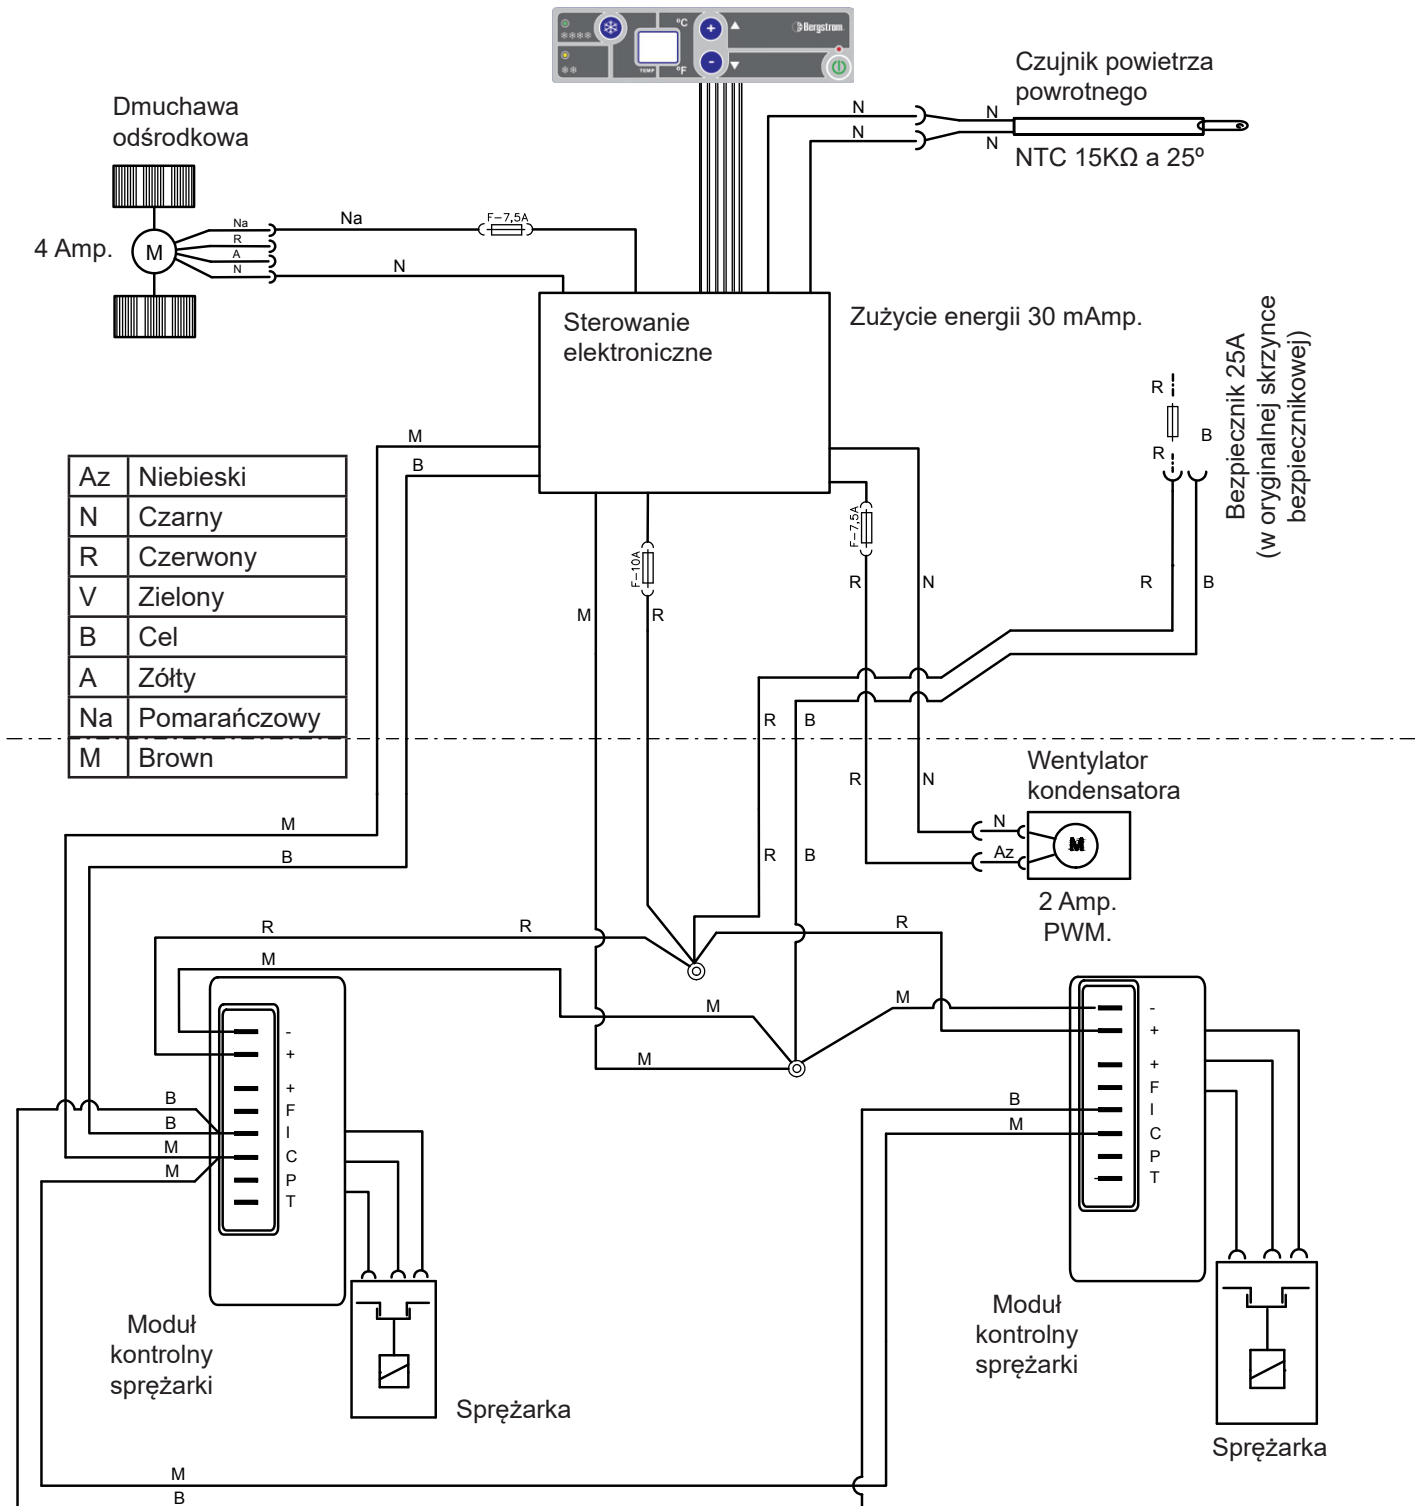 °C
Bergstrom
TEMP
°F
Czujnik powietrza
powrotnego
N
N
N
N
NTC 15KΩ a 25º
Dmuchawa
odśrodkowa
4 Amp.
M
Na
R
A
N
Na
F-7,5A
N
Sterowanie
elektroniczne
Zużycie energii 30 mAmp.
Bezpiecznik 25A
(w oryginalnej skrzynce
bezpiecznikowej)
R
B
R
M
B
Az Niebieski
N Czarny
R Czerwony
V Zielony
B Cel
A Zółty
Na Pomarańczowy
M Brown
F-10A
F-7,5A
M
R
R
N
R
B
R
B
R
N
Wentylator
kondensatora
N
Az
M
2 Amp.
PWM.
M
B
R
B
R
R
R
M
M
M
M
-
+
+
F
I
C
P
T
B
B
M
M
-
+
+
F
I
C
P
T
B
M
Moduł
kontrolny
sprężarki
Sprężarka
Moduł
kontrolny
sprężarki
Sprężarka
M
B